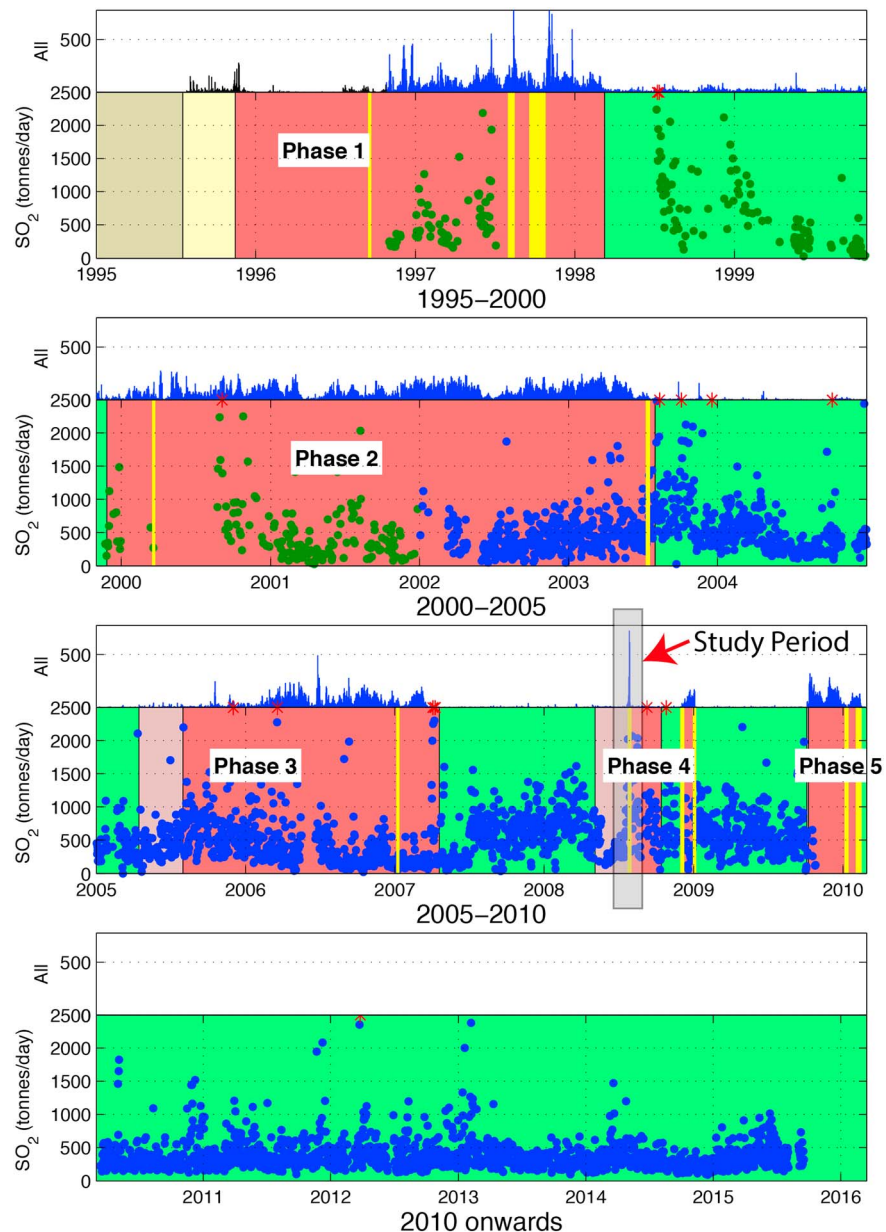 All
500
2500
2000
1500
1000
500
0
SO2 (tonnes/day)
Phase 1
1995 1996 1997 1998 1999
1995−2000
All
500
2500
2000
1500
1000
500
0
SO2 (tonnes/day)
Phase 2
2000 2001 2002 2003 2004
2000−2005
Study Period
All
500
2500
2000
1500
1000
500
0
SO2 (tonnes/day)
Phase 3 Phase 4 Phase 5
2005 2006 2007 2008 2009 2010
2005−2010
All
500
2500
2000
1500
1000
500
0
SO2 (tonnes/day)
2011 2012 2013 2014 2015 2016
2010 onwards